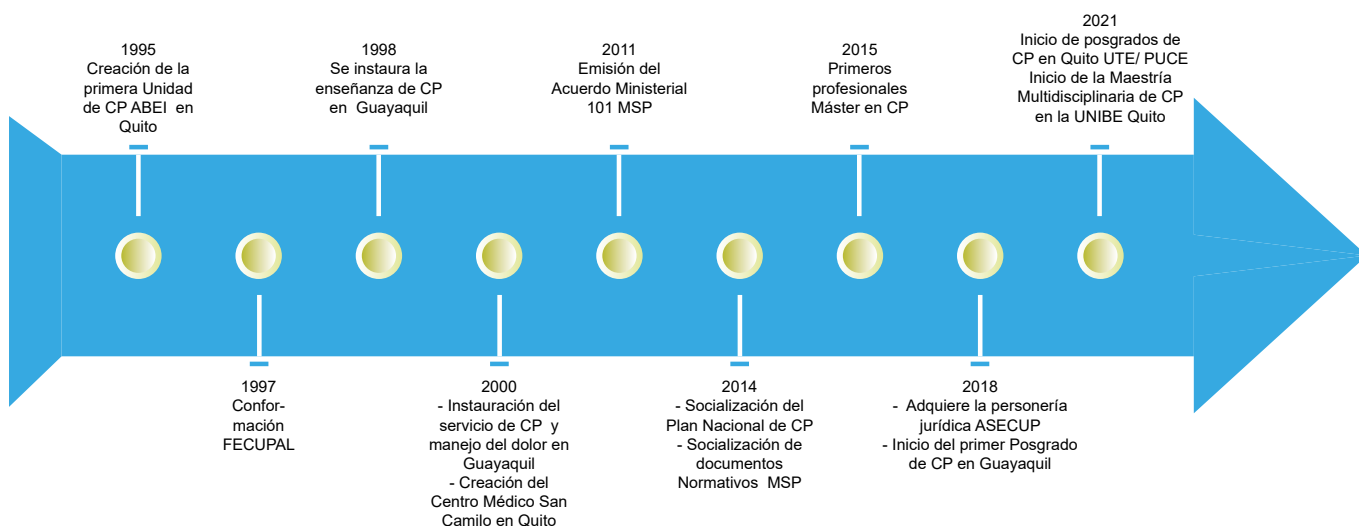 1995
Creación de la
primera Unidad
de CP ABEI en
Quito
1998
Se instaura la
enseñanza de CP
en Guayaquil
2011
Emisión del
Acuerdo Ministerial
101 MSP
2015
Primeros
profesionales
Máster en CP
2021
Inicio de posgrados de
CP en Quito UTE/ PUCE
Inicio de la Maestría
Multidisciplinaria de CP
en la UNIBE Quito
1997
Confor-
mación
FECUPAL
2000
- Instauración del
servicio de CP y
manejo del dolor en
Guayaquil
- Creación del
Centro Médico San
Camilo en Quito
2014
- Socialización del
Plan Nacional de CP
- Socialización de
documentos
Normativos MSP
2018
- Adquiere la personería
jurídica ASECUP
- Inicio del primer Posgrado
de CP en Guayaquil